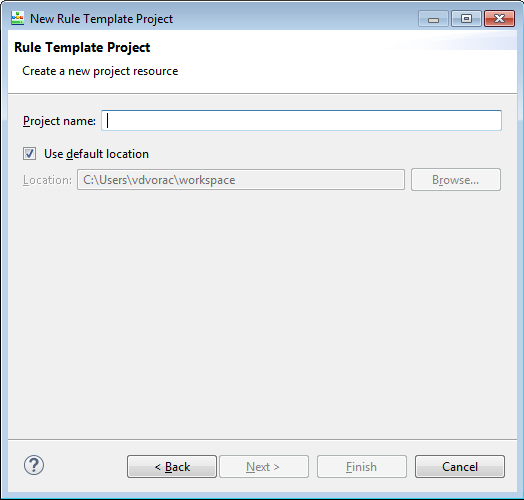 New Rule Template Project
Rule Template Project
Create a new project resource
Project name:
Use default location
Location: C:\Users\vdvorac\workspace Browse...
? < Back Next > Finish Cancel